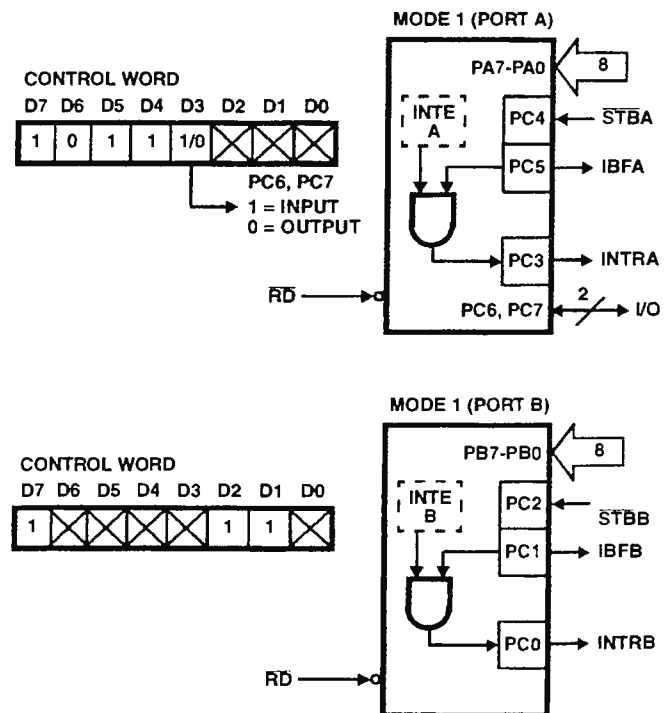 MODE 1 (PORT A)
CONTROL WORD
D7 D6 D5 D4 D3 D2 D1 D0
1 0 1 1 1/0
PC6, PC7
1 = INPUT
0 = OUTPUT
PA7-PA0
8
INTE
A
PC4
STBA
PC5
IBFA
PC3
INTRA
RD
PC6, PC7
2
I/O
MODE 1 (PORT B)
CONTROL WORD
D7 D6 D5 D4 D3 D2 D1 D0
1 1 1
PB7-PB0
8
INTE
B
PC2
STBB
PC1
IBFB
PC0
INTRB
RD